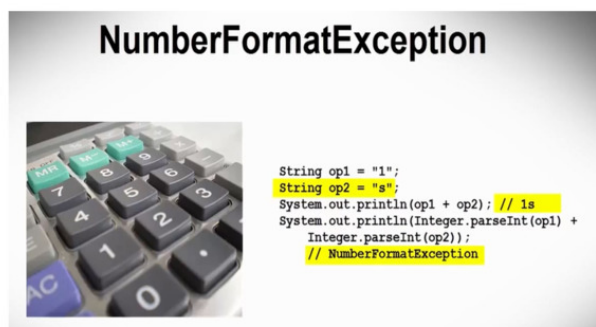 NumberFormatException
String op1 = "1";
String op2 = "s";
System.out.println(op1 + op2); // 1s
System.out.println(Integer.parseInt(op1) +
Integer.parseInt(op2));
// NumberFormatException
MR
M-
M+
7
8
9
4
5
6
1
2
3
0
.
AC